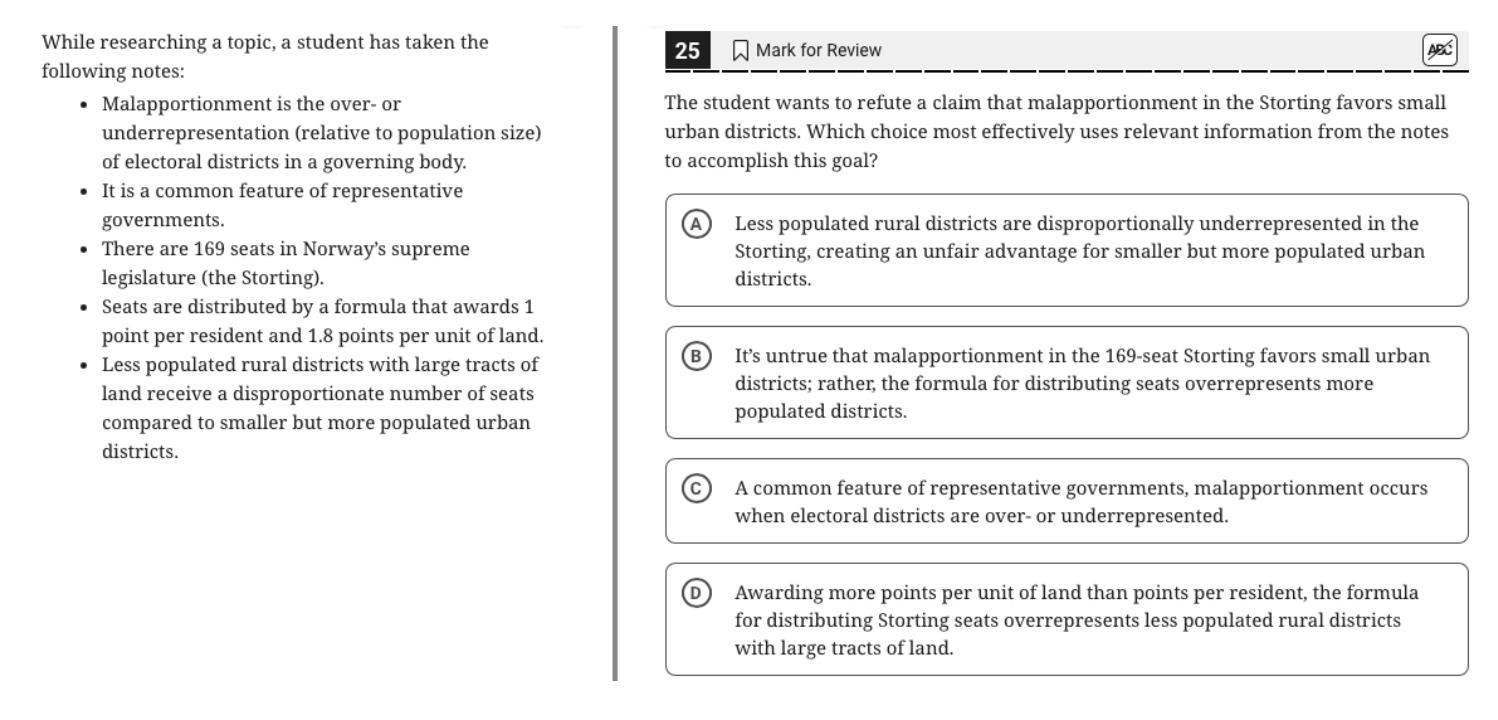 While researching a topic, a student has taken the
following notes:
• Malapportionment is the over- or
underrepresentation (relative to population size)
of electoral districts in a governing body.
• It is a common feature of representative
governments.
• There are 169 seats in Norway’s supreme
legislature (the Storting).
• Seats are distributed by a formula that awards 1
point per resident and 1.8 points per unit of land.
• Less populated rural districts with large tracts of
land receive a disproportionate number of seats
compared to smaller but more populated urban
districts.
25 Mark for Review ABC
The student wants to refute a claim that malapportionment in the Storting favors small
urban districts. Which choice most effectively uses relevant information from the notes
to accomplish this goal?
A Less populated rural districts are disproportionally underrepresented in the
Storting, creating an unfair advantage for smaller but more populated urban
districts.
B It’s untrue that malapportionment in the 169-seat Storting favors small urban
districts; rather, the formula for distributing seats overrepresents more
populated districts.
C A common feature of representative governments, malapportionment occurs
when electoral districts are over- or underrepresented.
D Awarding more points per unit of land than points per resident, the formula
for distributing Storting seats overrepresents less populated rural districts
with large tracts of land.